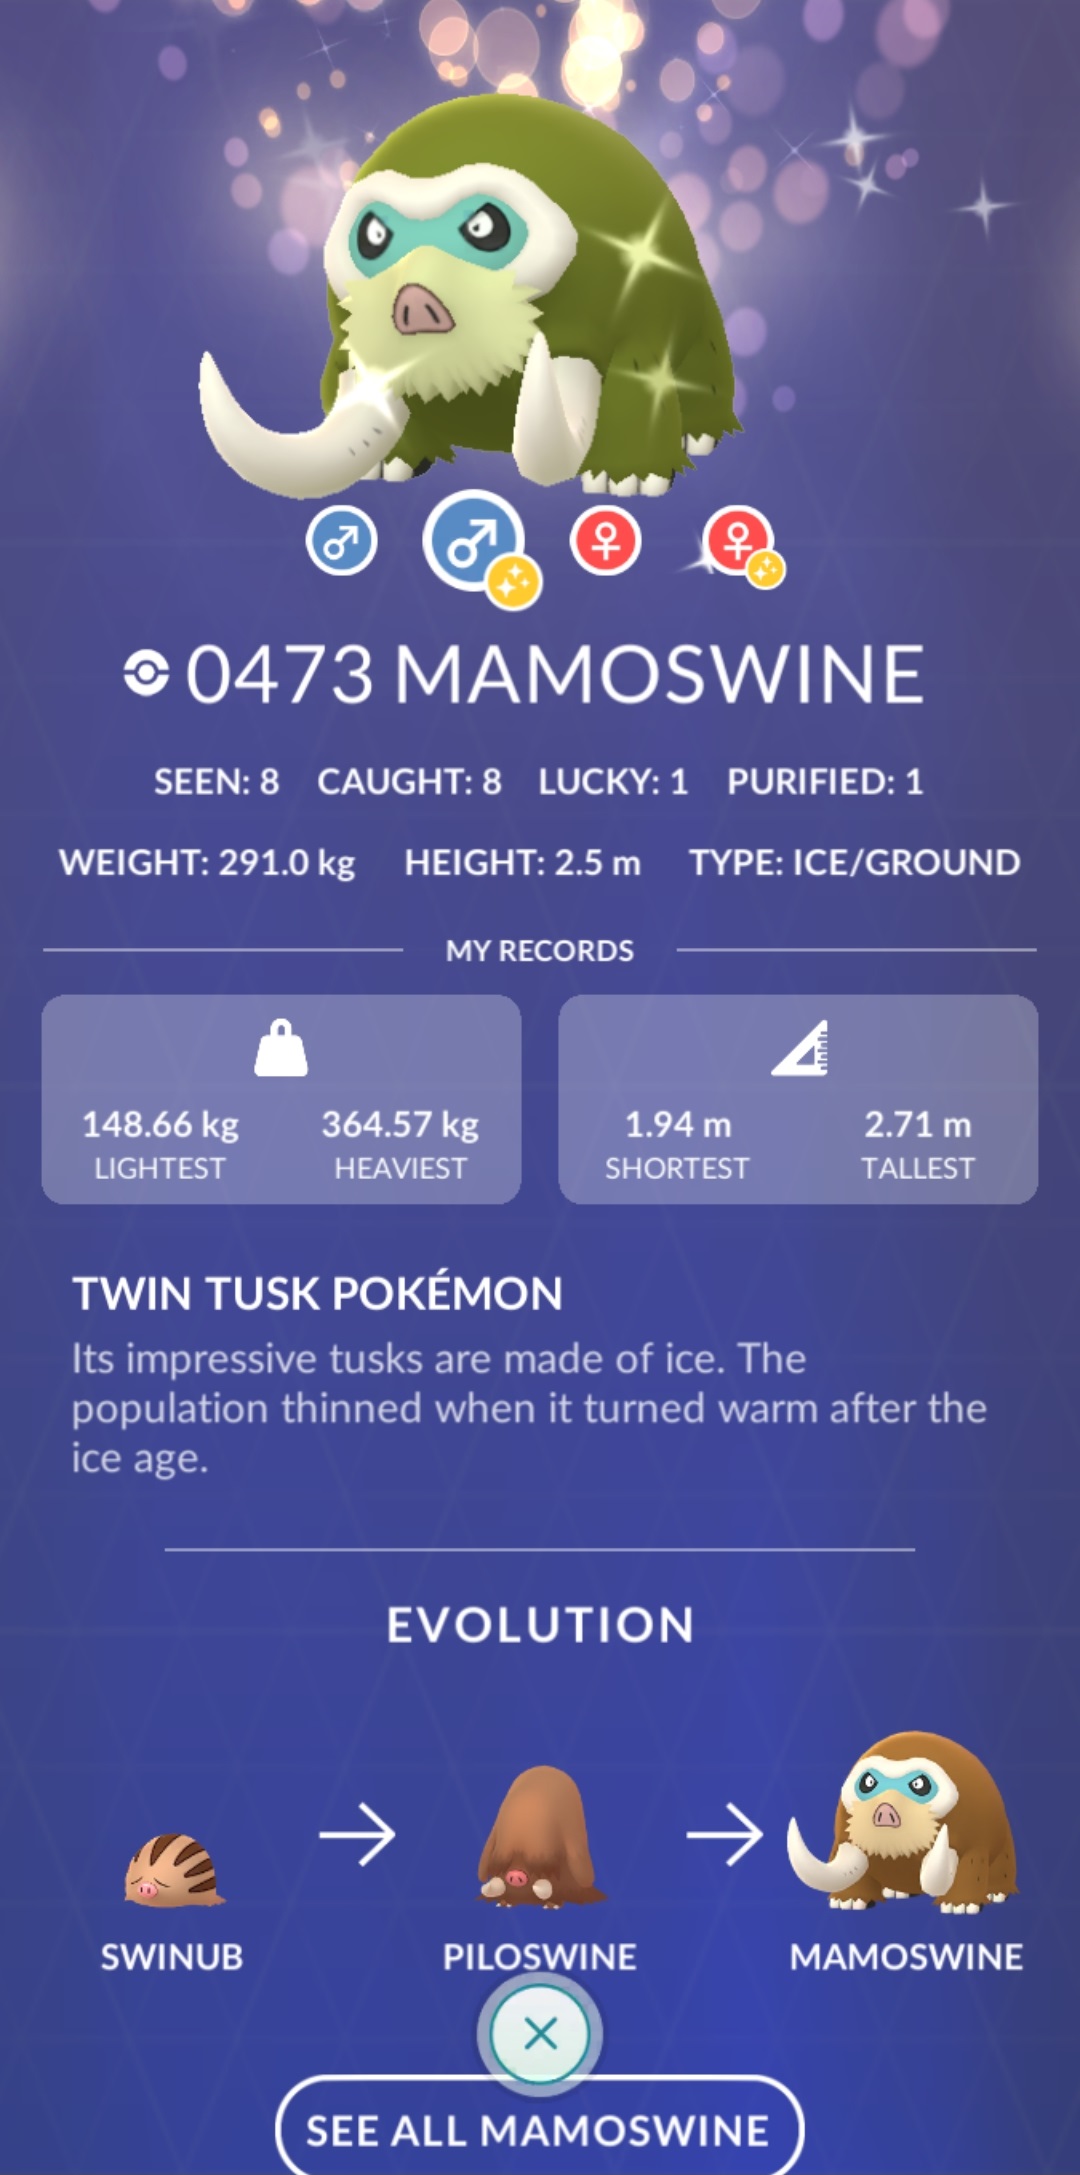 0473 MAMOSWINE
SEEN: 8 CAUGHT: 8 LUCKY: 1 PURIFIED: 1
WEIGHT: 291.0 kg HEIGHT: 2.5 m TYPE: ICE/GROUND
MY RECORDS
148.66 kg 364.57 kg 1.94 m 2.71 m
LIGHTEST HEAVIEST SHORTEST TALLEST
TWIN TUSK POKÉMON
Its impressive tusks are made of ice. The
population thinned when it turned warm after the
ice age.
EVOLUTION
SWINUB PILOSWINE MAMOSWINE
SEE ALL MAMOSWINE